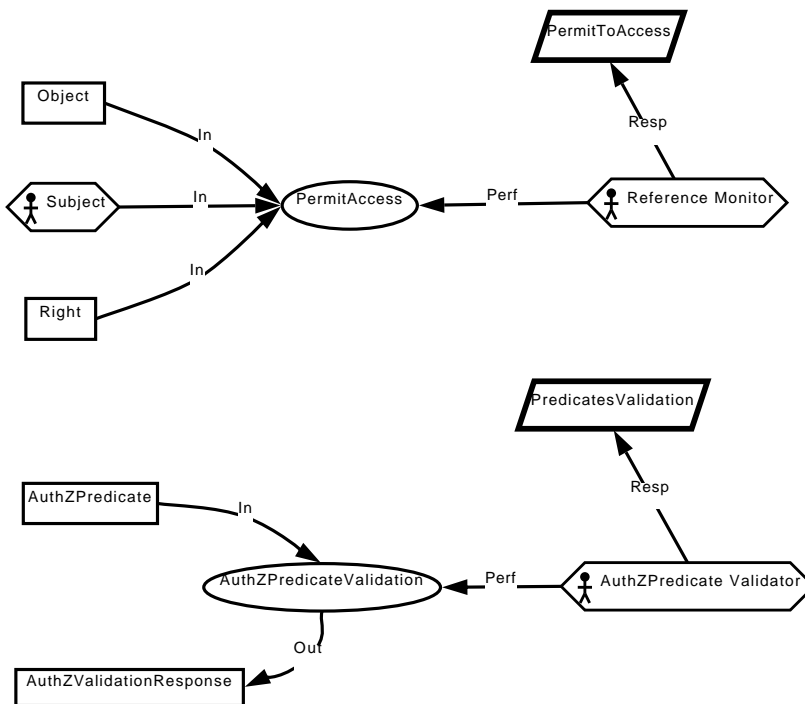 PermitToAccess
Object
Resp
In
Subject
In
PermitAccess
Perf
Reference Monitor
In
Right
PredicatesValidation
AuthZPredicate
In
Resp
AuthZPredicateValidation
Perf
AuthZPredicate Validator
Out
AuthZValidationResponse